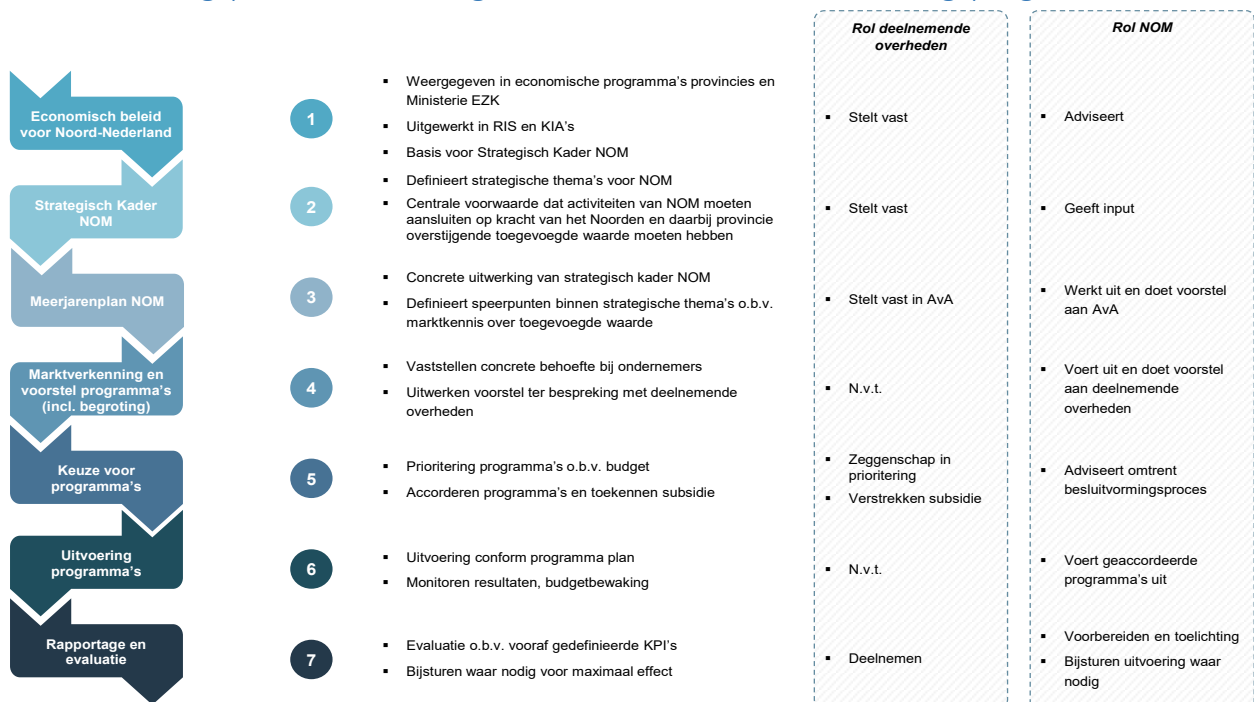 Rol deelnemende
overheden
Rol NOM
Economisch beleid
voor Noord-Nederland
1
▪ Weergegeven in economische programma's provincies en
Ministerie EZK
▪ Uitgewerkt in RIS en KIA's
▪ Basis voor Strategisch Kader NOM
▪ Stelt vast
▪ Adviseert
Strategisch Kader
NOM
2
▪ Definieert strategische thema's voor NOM
▪ Centrale voorwaarde dat activiteiten van NOM moeten
aansluiten op kracht van het Noorden en daarbij provincie
overstijgende toegevoegde waarde moeten hebben
▪ Stelt vast
▪ Geeft input
Meerjarenplan NOM
3
▪ Concrete uitwerking van strategisch kader NOM
▪ Definieert speerpunten binnen strategische thema's o.b.v.
marktkennis over toegevoegde waarde
▪ Stelt vast in AvA
▪ Werkt uit en doet voorstel
aan AvA
Marktverkenning en
voorstel programma's
(incl. begroting)
4
▪ Vaststellen concrete behoefte bij ondernemers
▪ Uitwerken voorstel ter bespreking met deelnemende
overheden
▪ N.v.t.
▪ Voert uit en doet voorstel
aan deelnemende
overheden
Keuze voor
programma's
5
▪ Prioritering programma's o.b.v. budget
▪ Accorderen programma's en toekennen subsidie
▪ Zeggenschap in
prioritering
▪ Verstrekken subsidie
▪ Adviseert omtrent
besluitvormingsproces
Uitvoering
programma's
6
▪ Uitvoering conform programma plan
▪ Monitoren resultaten, budgetbewaking
▪ N.v.t.
▪ Voert geaccordeerde
programma's uit
Rapportage en
evaluatie
7
▪ Evaluatie o.b.v. vooraf gedefinieerde KPI's
▪ Bijsturen waar nodig voor maximaal effect
▪ Deelnemen
▪ Voorbereiden en toelichting
▪ Bijsturen uitvoering waar
nodig